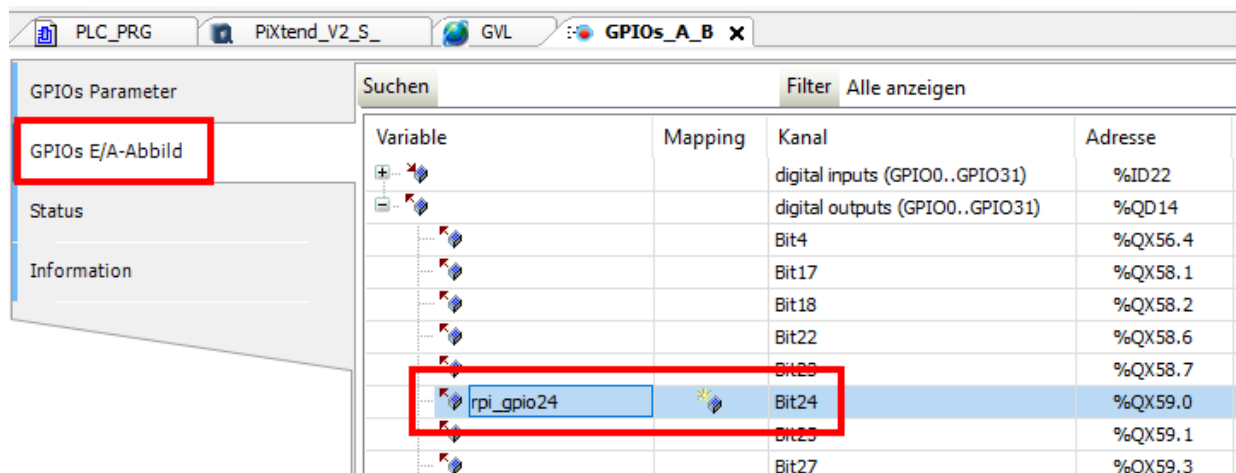 PLC_PRG PiXtend_V2_S_ GVL GPIOs_A_B
GPIOs Parameter
GPIOs E/A-Abbild
Status
Information
Suchen Filter Alle anzeigen
Variable Mapping Kanal Adresse
digital inputs (GPIO0..GPIO31) %ID22
digital outputs (GPIO0..GPIO31) %QD14
Bit4 %QX56.4
Bit17 %QX58.1
Bit18 %QX58.2
Bit22 %QX58.6
Bit23 %QX58.7
rpi_gpio24 Bit24 %QX59.0
Bit25 %QX59.1
Bit27 %QX59.3